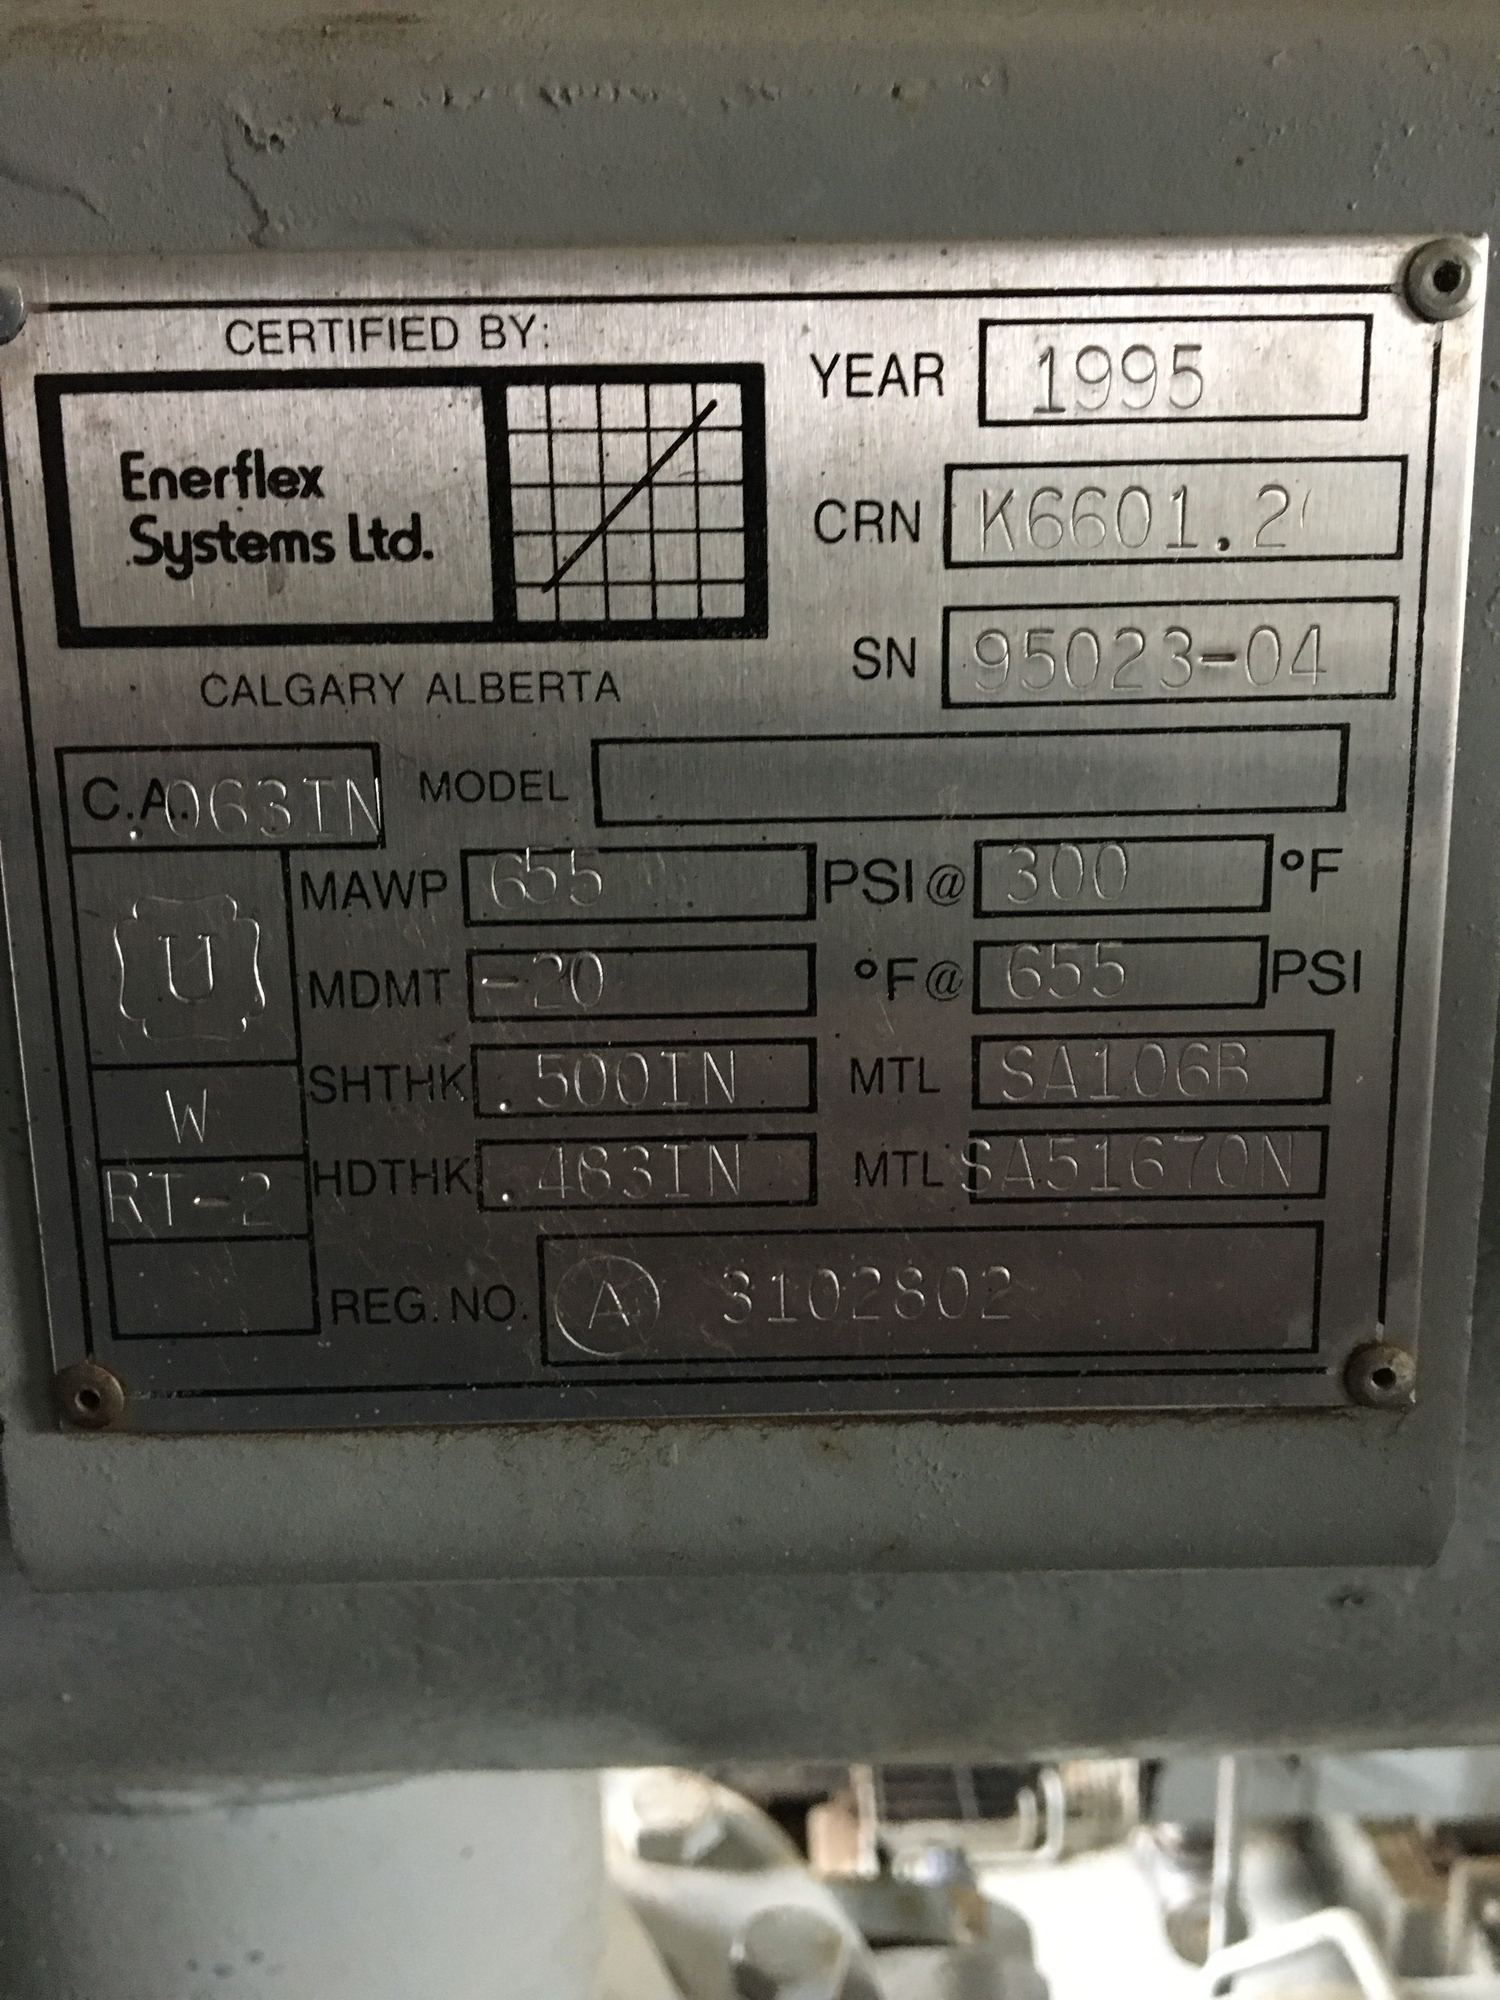 CERTIFIED BY:
Enerflex
Systems Ltd.
CALGARY ALBERTA
YEAR 1995
CRN K6601.2
SN 95023-04
C.A. .063IN MODEL
U
MAWP 655 PSI @ 300 °F
MDMT -20 °F @ 655 PSI
W
SHTHK .500IN MTL SA106B
RT-2
HDTHK .463IN MTL SA51670N
REG. NO. A 3102802